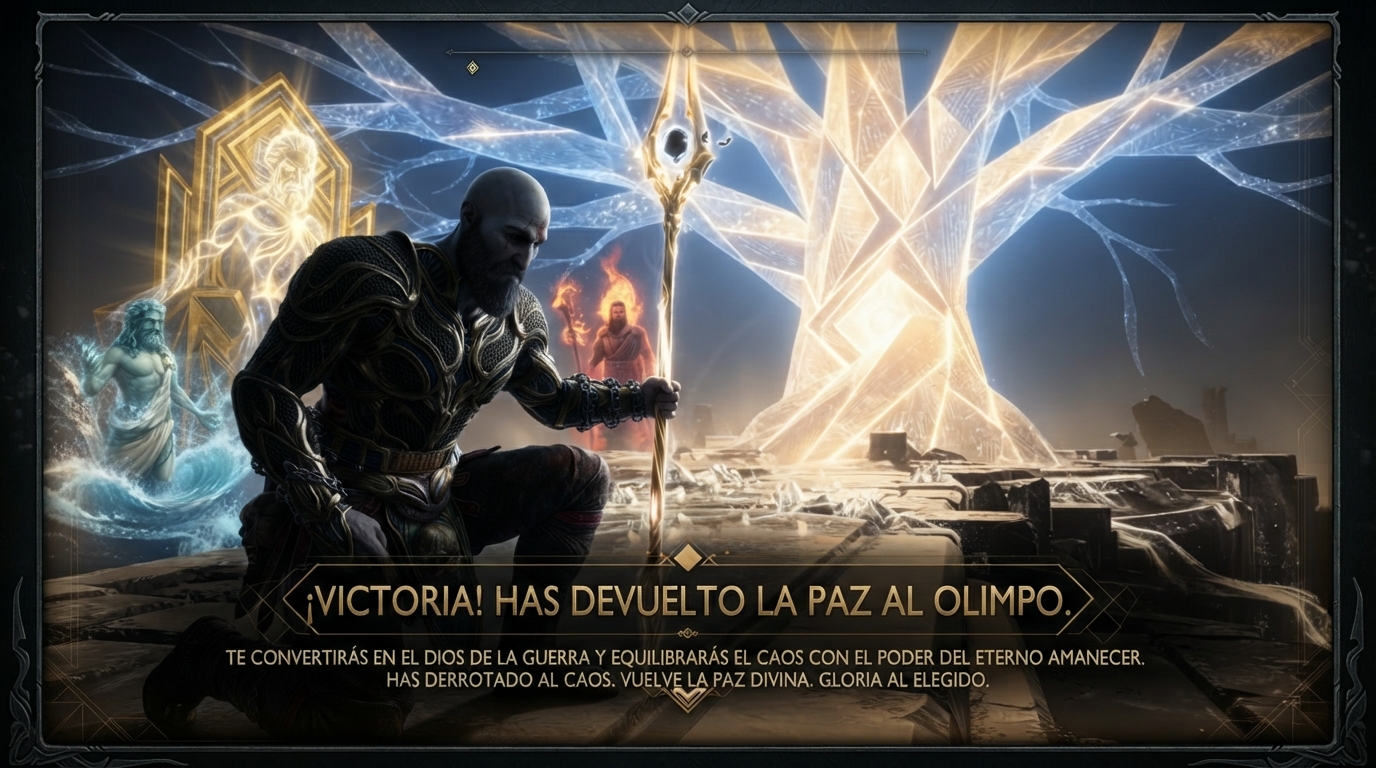 ¡VICTORIA! HAS DEVUELTO LA PAZ AL OLIMPO.
TE CONVERTIRÁS EN EL DIOS DE LA GUERRA Y EQUILIBRARÁS EL CAOS CON EL PODER DEL ETERNO AMANECER.
HAS DERROTADO AL CAOS. VUELVE LA PAZ DIVINA. GLORIA AL ELEGIDO.